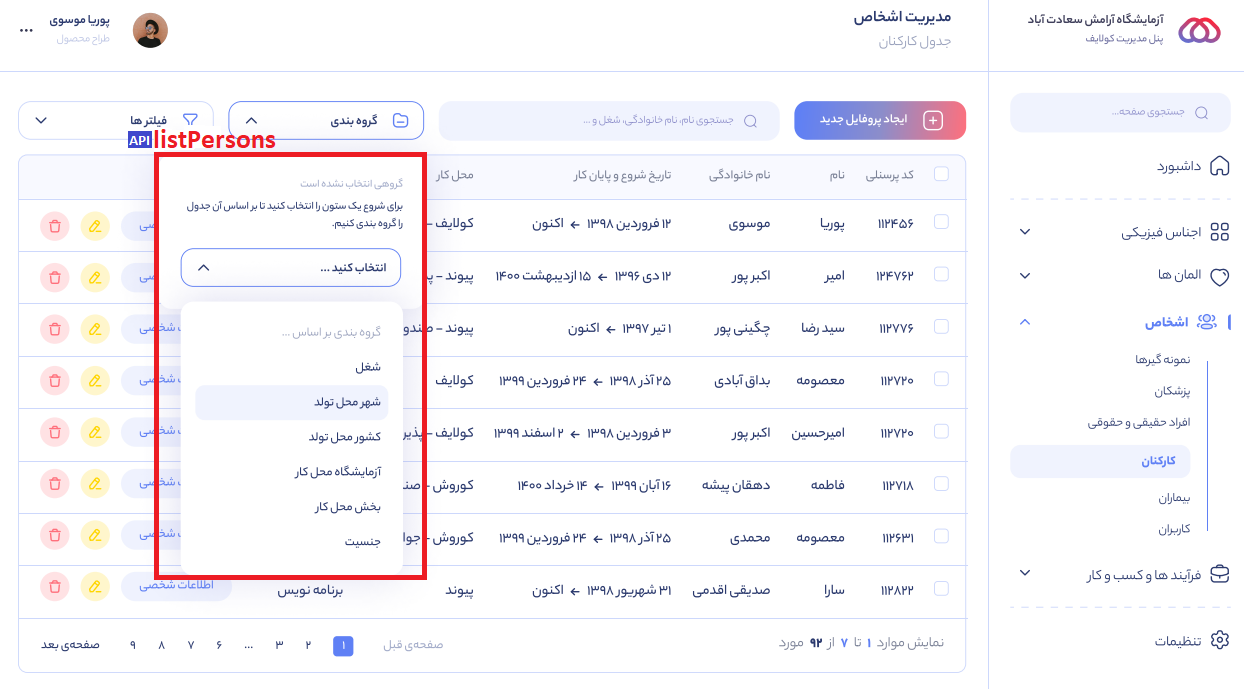 آزمایشگاه آرامش سعادت آباد
پنل مدیریت کولایف
جستجوی صفحه...
داشبورد
اجناس فیزیکی
المان ها
اشخاص
نمونه گیرها
پزشکان
افراد حقیقی و حقوقی
کارکنان
بیماران
کاربران
فرآیند ها و کسب و کار
تنظیمات
مدیریت اشخاص
جدول کارکنان
پوریا موسوی
طراح محصول
ایجاد پروفایل جدید
جستجوی نام، نام خانوادگی، شغل و ...
گروه بندی
فیلتر ها
API listPersons
کد پرسنلی نام نام خانوادگی تاریخ شروع و پایان کار محل کار
۱۱۲۴۵۶ پوریا موسوی ۱۲ فروردین ۱۳۹۸ ← اکنون کولایف –
۱۲۴۷۶۲ امیر اکبر پور ۱۲ دی ۱۳۹۶ ← ۱۵ اردیبهشت ۱۴۰۰ پیوند –
۱۱۲۷۷۶ سید رضا چگینی پور ۱ تیر ۱۳۹۷ ← اکنون پیوند – صندو شخصی
۱۱۲۷۲۰ معصومه بداق آبادی ۲۵ آذر ۱۳۹۸ ← ۲۴ فروردین ۱۳۹۹ کولایف شخصی
۱۱۲۷۲۰ امیرحسین اکبر پور ۳ فروردین ۱۳۹۸ ← ۲ اسفند ۱۳۹۹ کولایف – پذیر شخصی
۱۱۲۷۱۸ فاطمه دهقان پیشه ۱۶ آبان ۱۳۹۹ ← ۱۴ خرداد ۱۴۰۰ کوروش – صند شخصی
۱۱۲۶۳۱ معصومه محمدی ۲۵ آذر ۱۳۹۸ ← ۲۴ فروردین ۱۳۹۹ کوروش – جوا شخصی
۱۱۲۸۲۲ سارا صدیقی اقدمی ۳۱ شهریور ۱۳۹۸ ← اکنون پیوند برنامه نویس اطلاعات شخصی
گروهی انتخاب نشده است
برای شروع یک ستون را انتخاب کنید تا بر اساس آن جدول
را گروه بندی کنیم.
انتخاب کنید ...
گروه بندی بر اساس ...
شغل
شهر محل تولد
کشور محل تولد
آزمایشگاه محل کار
بخش محل کار
جنسیت
نمایش موارد ۱ تا ۷ از ۹۲ مورد
صفحه‌ی قبل ۱ ۲ ۳ ... ۶ ۷ ۸ ۹ صفحه‌ی بعد